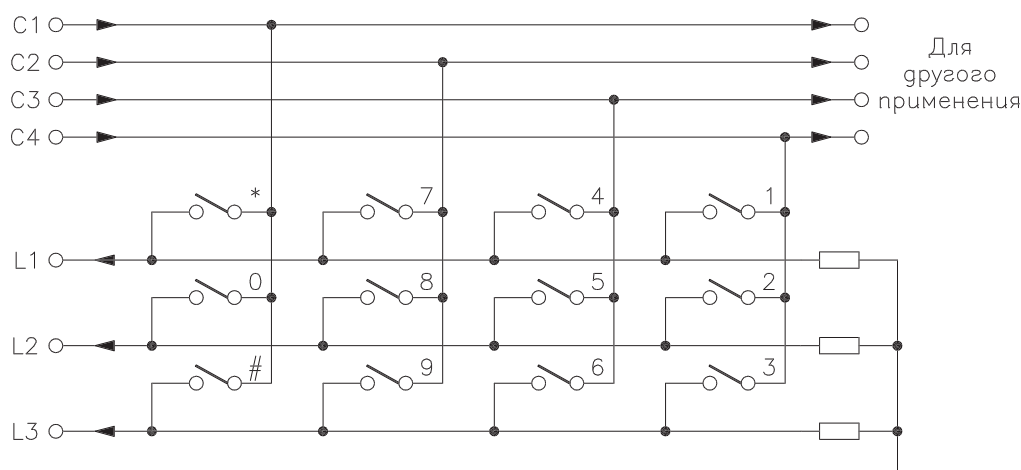 C1
C2
C3
C4
Для
другого
применения
* 7 4 1
L1
0 8 5 2
L2
# 9 6 3
L3